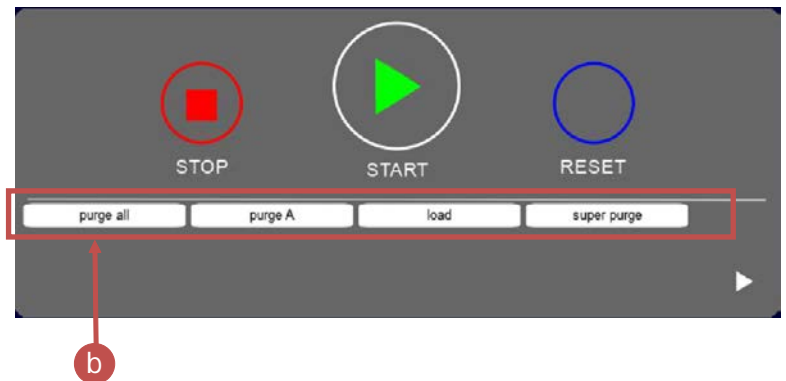 STOP
START
RESET
purge all
purge A
load
super purge
b